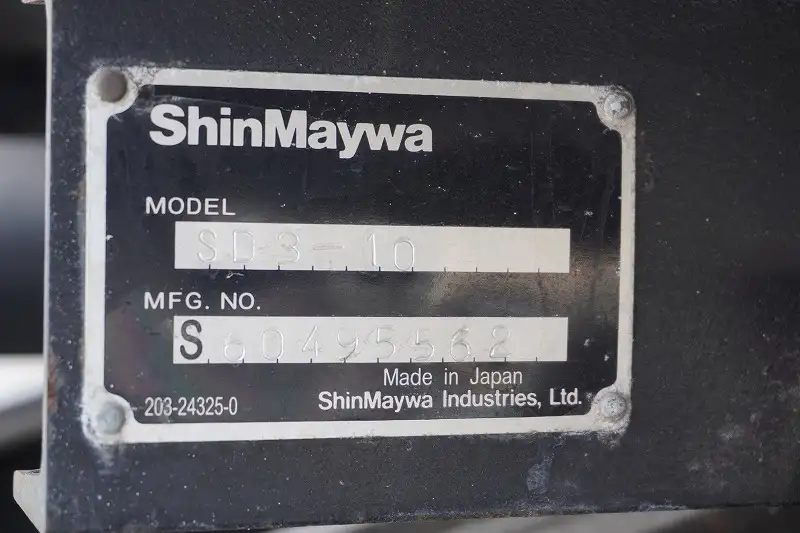 ShinMaywa
MODEL
SD3-10
MFG. NO.
S60495562
Made in Japan
203-24325-0
ShinMaywa Industries, Ltd.